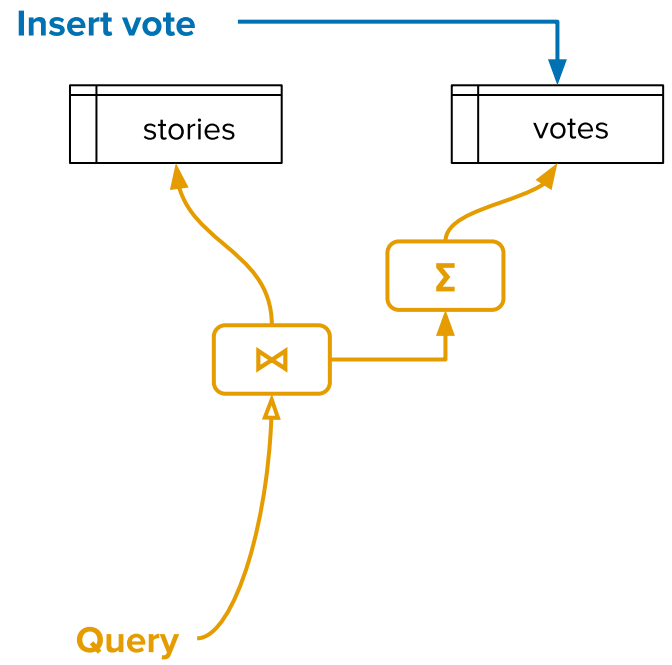 Insert vote
stories
votes
Σ
⋈
Query